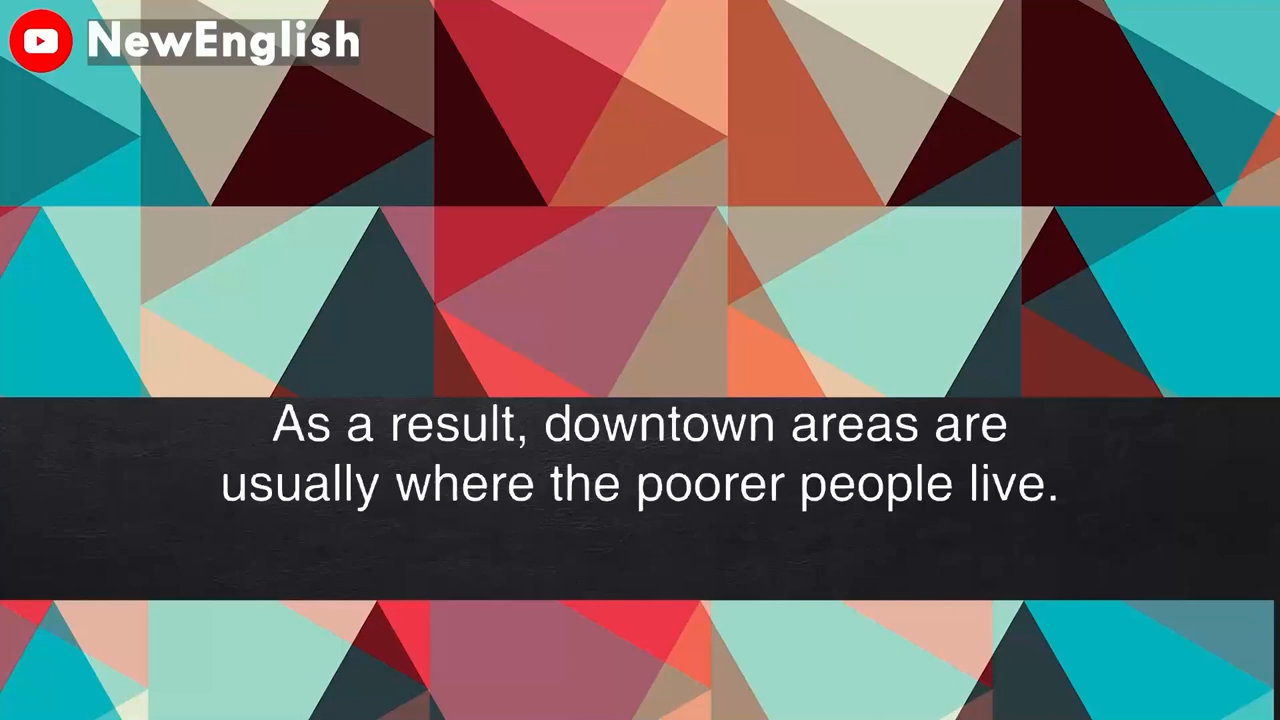 NewEnglish
As a result, downtown areas are
usually where the poorer people live.